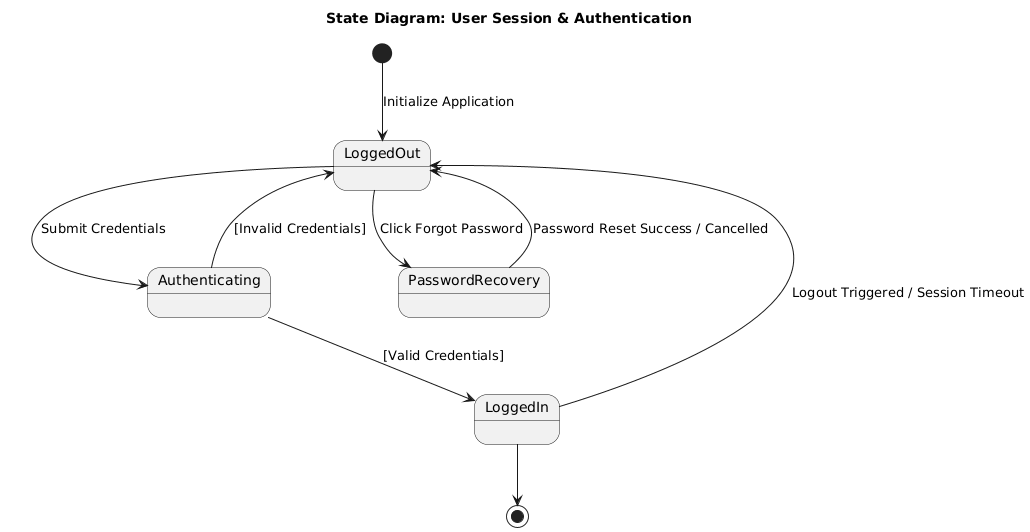 State Diagram: User Session & Authentication
Initialize Application
LoggedOut
Submit Credentials
[Invalid Credentials]
Click Forgot Password
Password Reset Success / Cancelled
Authenticating
PasswordRecovery
Logout Triggered / Session Timeout
[Valid Credentials]
LoggedIn